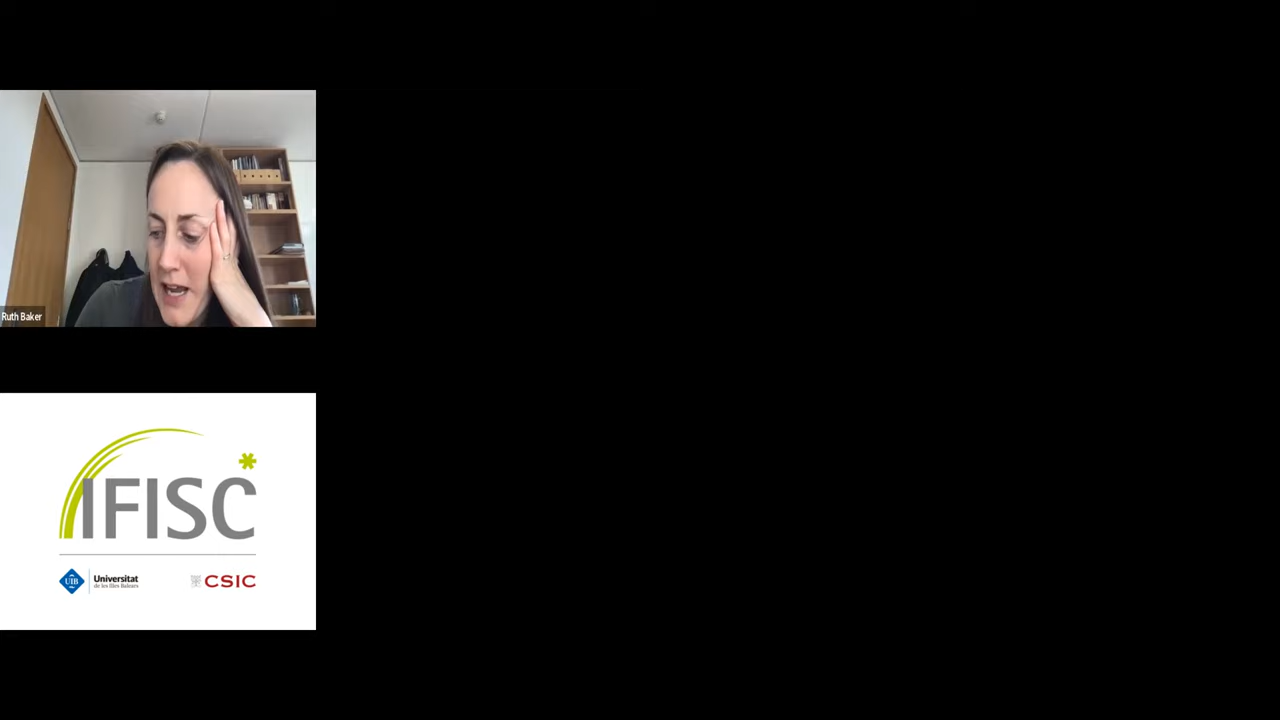 Ruth Baker
IFISC
UIB
Universitat
de les Illes Balears
CSIC